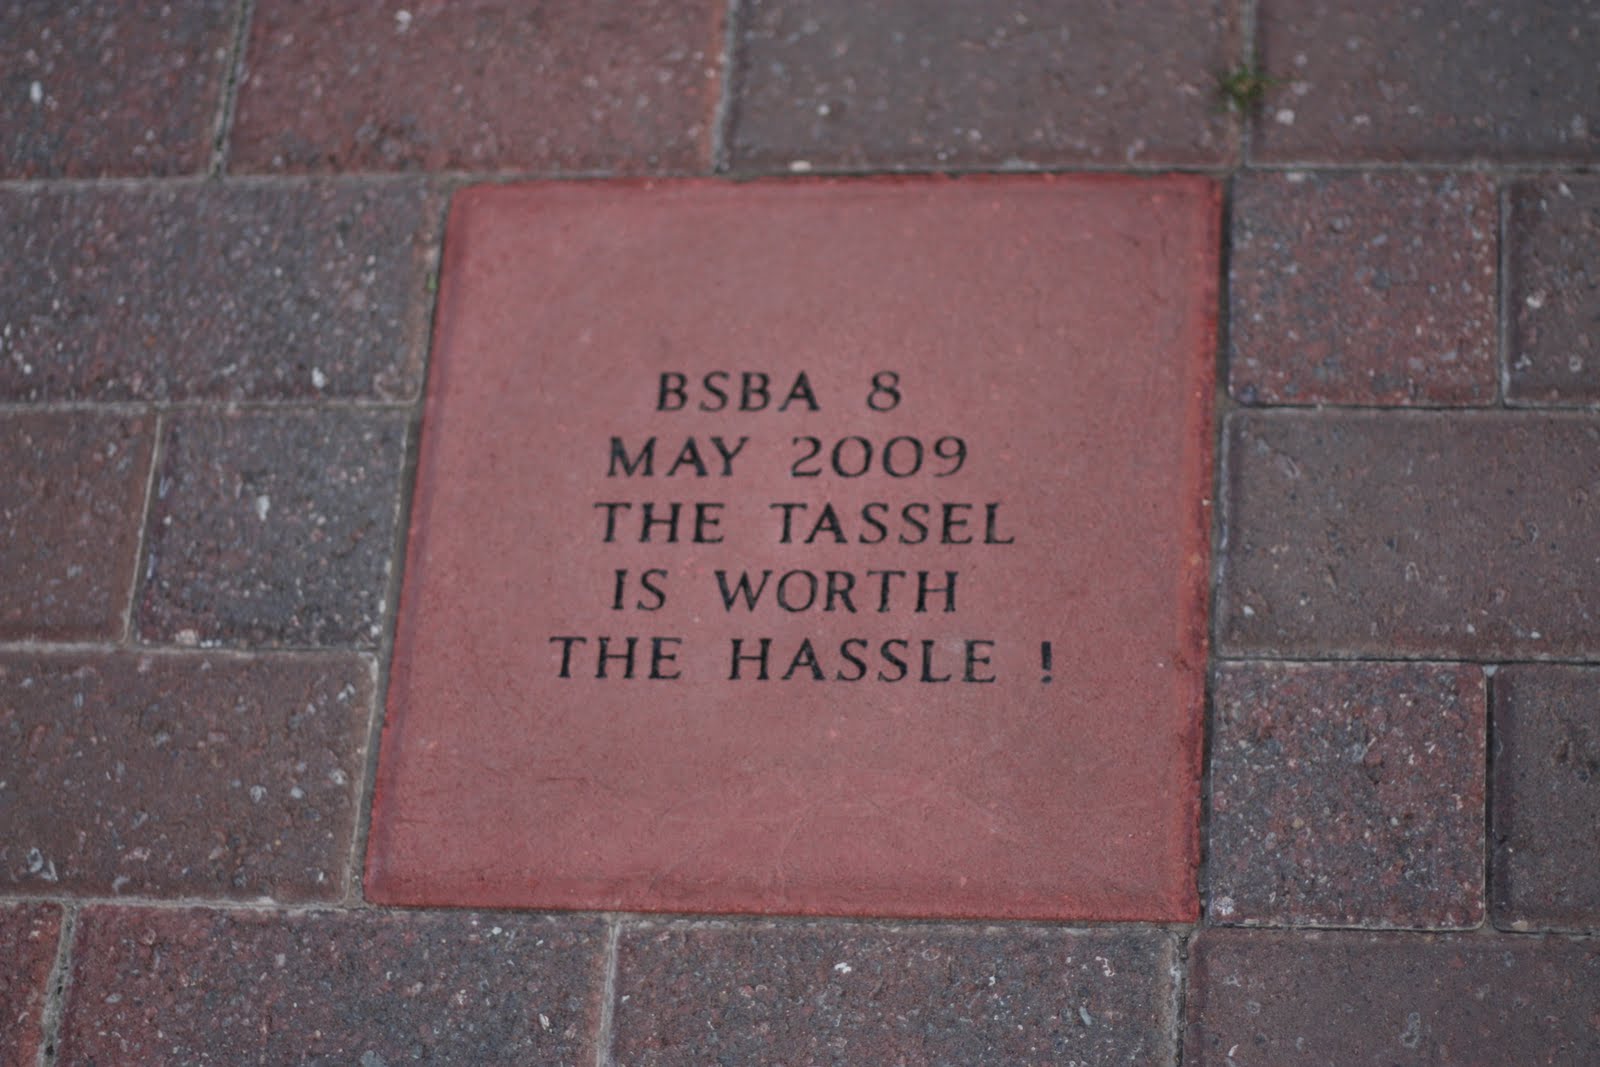 BSBA 8
MAY 2009
THE TASSEL
IS WORTH
THE HASSLE !